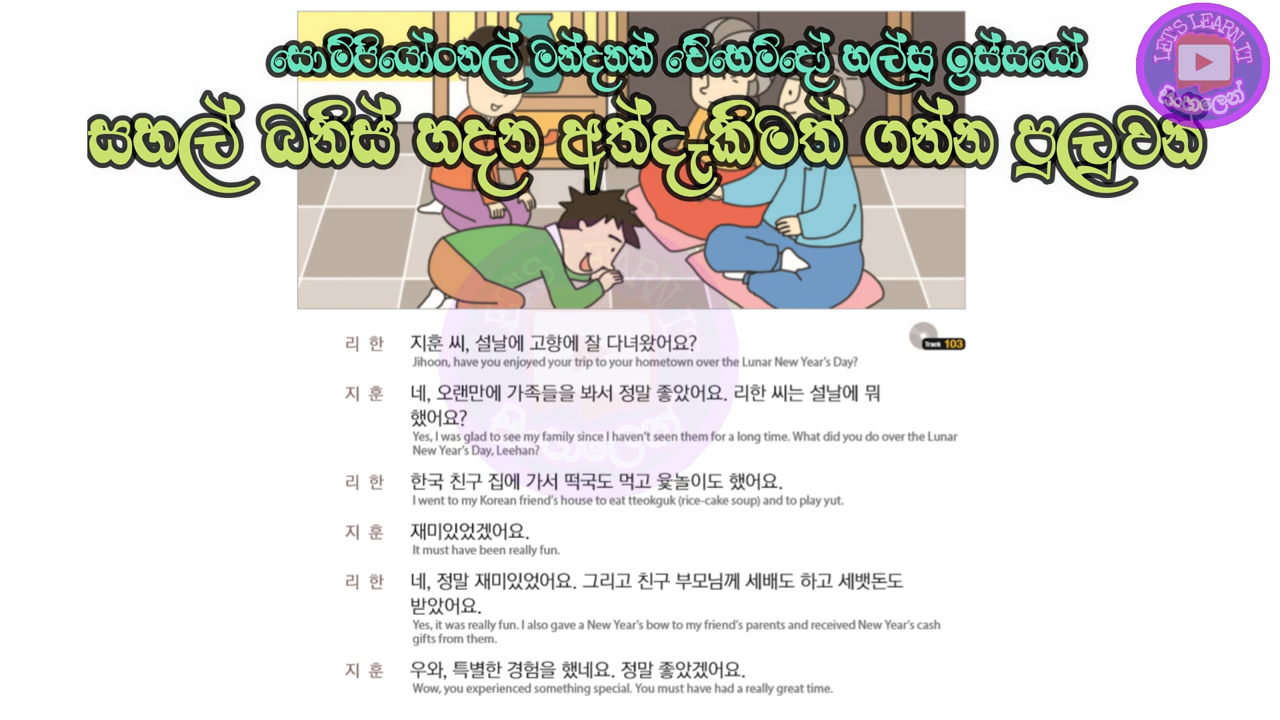 සොම්පියෝංනල් මන්දනන් චේහෙම්දෝ හල්සූ ඉස්සයෝ
LET'S LEARN IT
සිංහලෙන්
සහල් බනිස් හදන අත්දැකිමත් ගන්න පුලුවන්
리 한 지훈 씨, 설날에 고향에 잘 다녀왔어요?
Track 103
Jihoon, have you enjoyed your trip to your hometown over the Lunar New Year's Day?
지 훈 네, 오랜만에 가족들을 봐서 정말 좋았어요. 리한 씨는 설날에 뭐
했어요?
Yes, I was glad to see my family since I haven't seen them for a long time. What did you do over the Lunar
New Year's Day, Leehan?
리 한 한국 친구 집에 가서 떡국도 먹고 윷놀이도 했어요.
I went to my Korean friend's house to eat tteokguk (rice-cake soup) and to play yut.
지 훈 재미있었겠어요.
It must have been really fun.
리 한 네, 정말 재미있었어요. 그리고 친구 부모님께 세배도 하고 세뱃돈도
받았어요.
Yes, it was really fun. I also gave a New Year's bow to my friend's parents and received New Year's cash
gifts from them.
지 훈 우와, 특별한 경험을 했네요. 정말 좋았겠어요.
Wow, you experienced something special. You must have had a really great time.